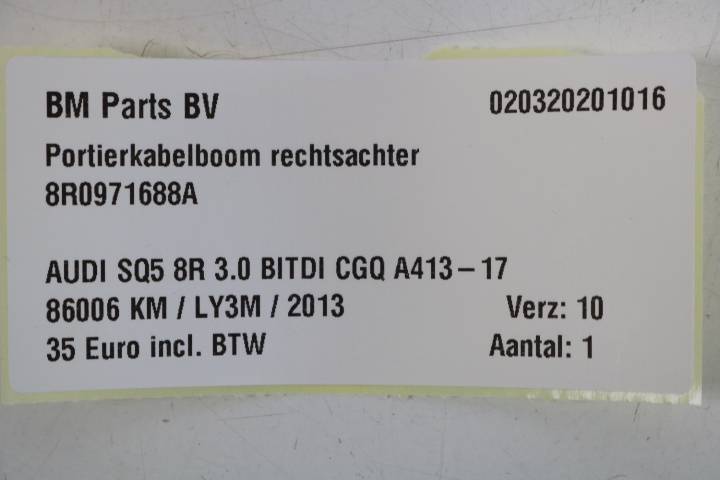 BM Parts BV 020320201016
Portierkabelboom rechtsachter
8R0971688A
AUDI SQ5 8R 3.0 BITDI CGQ A413-17
86006 KM / LY3M / 2013 Verz: 10
35 Euro incl. BTW Aantal: 1